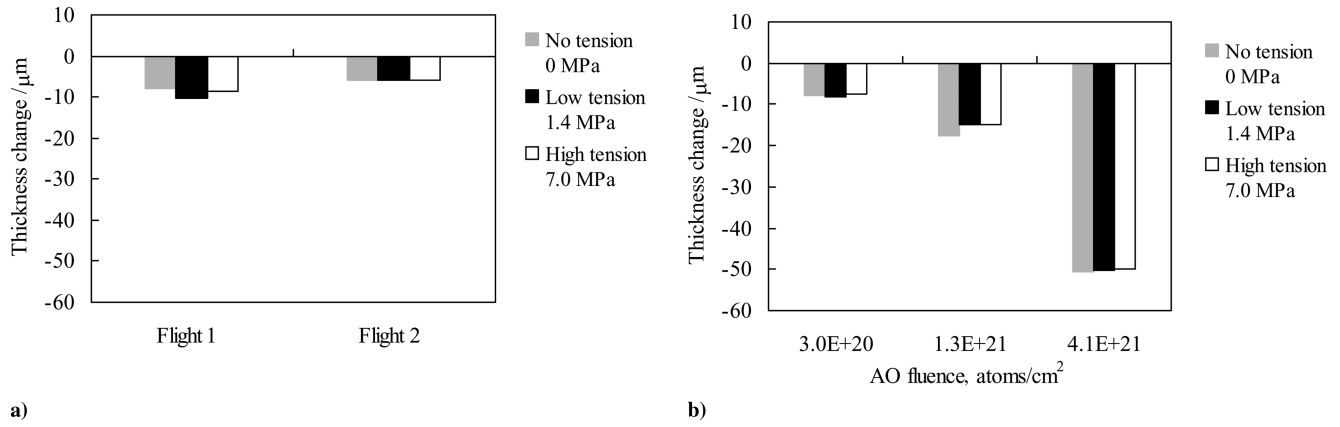 10
0
-10
-20
-30
-40
-50
-60
Thickness change /μm
Flight 1
Flight 2
No tension
0 MPa
Low tension
1.4 MPa
High tension
7.0 MPa
a)
10
0
-10
-20
-30
-40
-50
-60
Thickness change /μm
3.0E+20
1.3E+21
4.1E+21
AO fluence, atoms/cm²
No tension
0 MPa
Low tension
1.4 MPa
High tension
7.0 MPa
b)